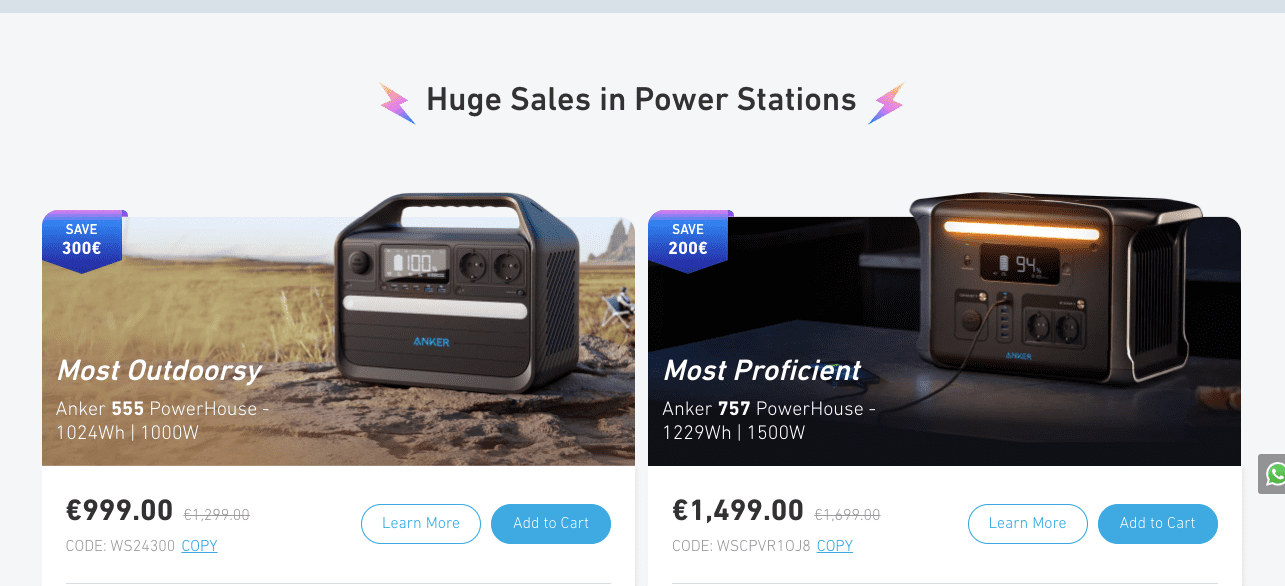 Huge Sales in Power Stations
SAVE
300€
100%
ANKER
Most Outdoorsy
Anker 555 PowerHouse -
1024Wh | 1000W
€999.00 €1,299.00
Learn More
Add to Cart
CODE: WS24300 COPY
SAVE
200€
94%
ANKER
Most Proficient
Anker 757 PowerHouse -
1229Wh | 1500W
€1,499.00 €1,699.00
Learn More
Add to Cart
CODE: WSCPVR1OJ8 COPY